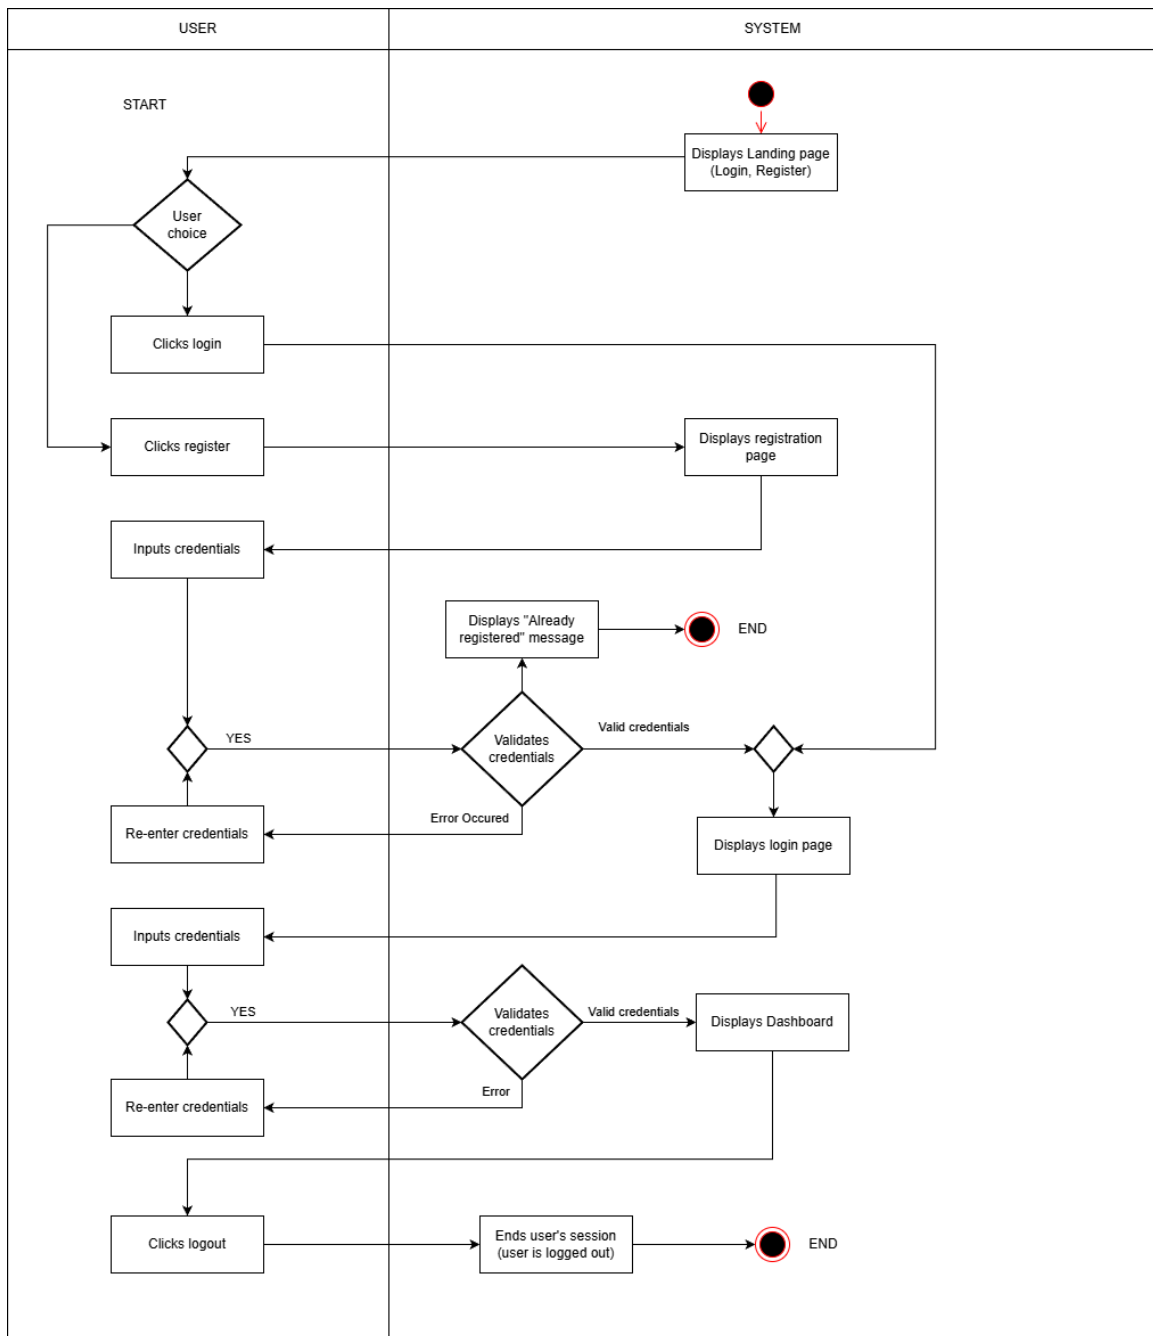 USER
SYSTEM
START
Displays Landing page
(Login, Register)
User
choice
Clicks login
Clicks register
Displays registration
page
Inputs credentials
Displays "Already
registered" message
END
YES
Validates
credentials
Valid credentials
Error Occured
Re-enter credentials
Displays login page
Inputs credentials
YES
Validates
credentials
Valid credentials
Displays Dashboard
Error
Re-enter credentials
Clicks logout
Ends user's session
(user is logged out)
END